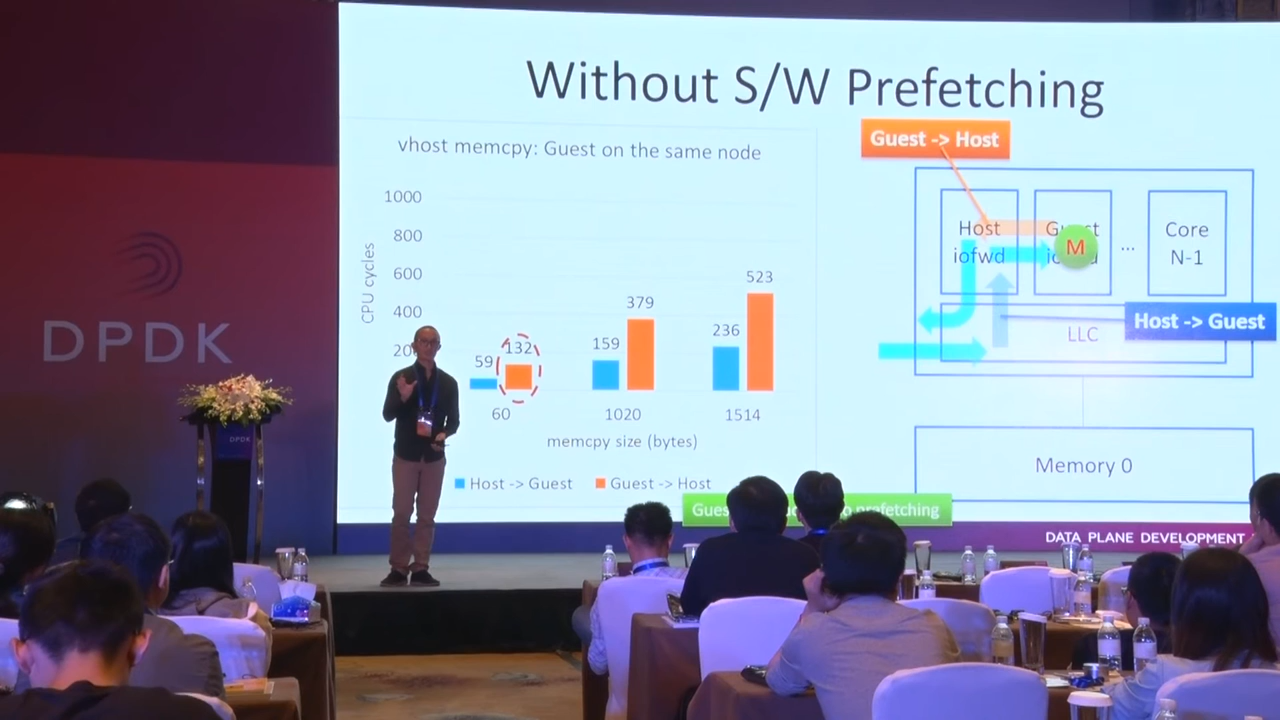 Without S/W Prefetching
vhost memcpy: Guest on the same node
1000
800
600
400
20
CPU cycles
59
132
159
379
236
523
60
1020
1514
memcpy size (bytes)
Host -> Guest
Guest -> Host
Guest -> Host
Host
iofwd
M
...
Core
N-1
LLC
Host -> Guest
Memory 0
prefetching
DATA PLANE DEVELOPMENT
DPDK
DPDK